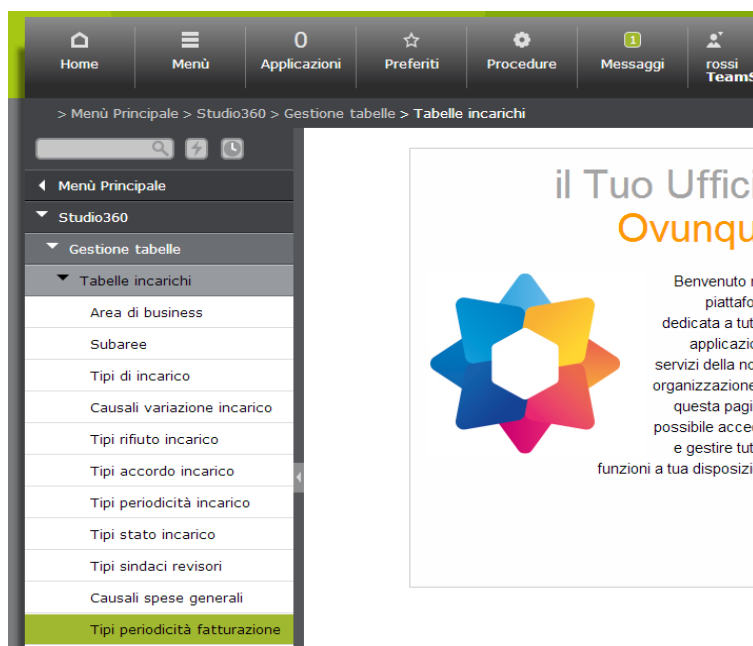 0
1
Home
Menù
Applicazioni
Preferiti
Procedure
Messaggi
rossi
TeamS
> Menù Principale > Studio360 > Gestione tabelle > Tabelle incarichi
Menù Principale
Studio360
Gestione tabelle
Tabelle incarichi
Area di business
Subaree
Tipi di incarico
Causali variazione incarico
Tipi rifiuto incarico
Tipi accordo incarico
Tipi periodicità incarico
Tipi stato incarico
Tipi sindaci revisori
Causali spese generali
Tipi periodicità fatturazione
il Tuo Uffici
Ovunqu
Benvenuto
piattafo
dedicata a tut
applicazio
servizi della no
organizzazione
questa pagi
possibile acced
e gestire tut
funzioni a tua disposizi